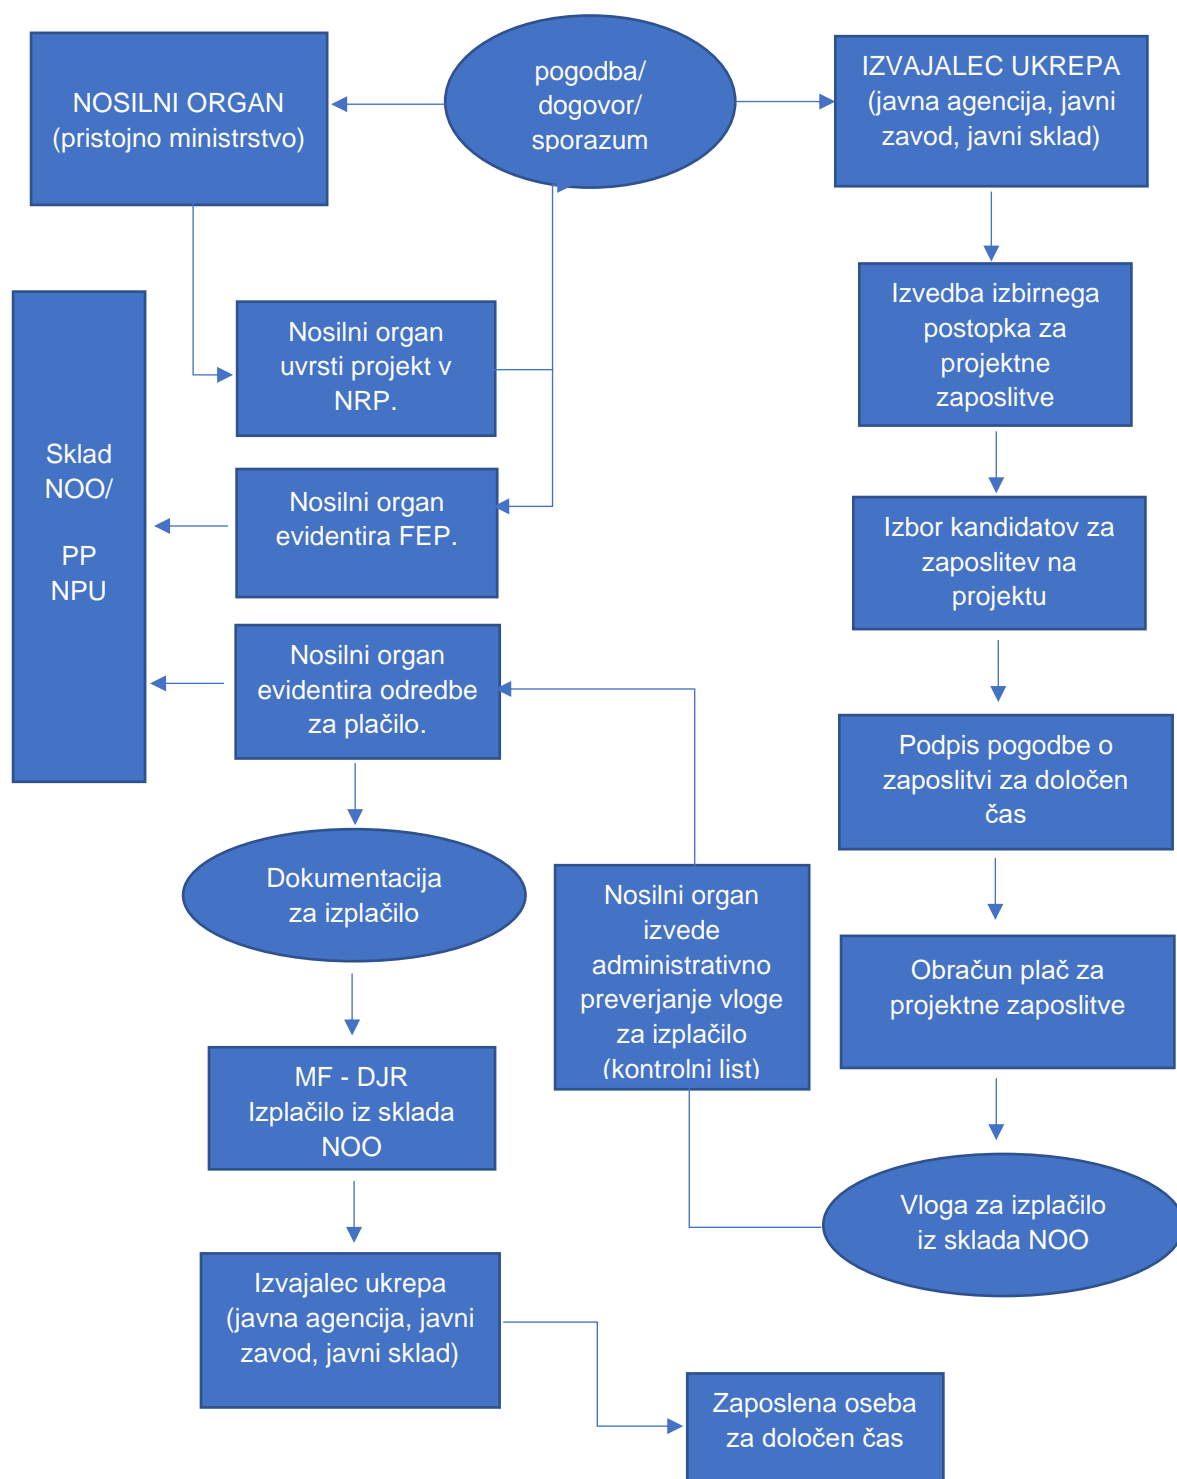 NOSILNI ORGAN
(pristojno ministrstvo)
pogodba/
dogovor/
sporazum
IZVAJALEC UKREPA
(javna agencija, javni
zavod, javni sklad)
Sklad
NOO/
PP
NPU
Nosilni organ
uvrsti projekt v
NRP.
Nosilni organ
evidentira FEP.
Nosilni organ
evidentira odredbe
za plačilo.
Dokumentacija
za izplačilo
MF - DJR
Izplačilo iz sklada
NOO
Izvajalec ukrepa
(javna agencija, javni
zavod, javni sklad)
Izvedba izbirnega
postopka za
projektne
zaposlitve
Izbor kandidatov za
zaposlitev na
projektu
Podpis pogodbe o
zaposlitvi za določen
čas
Obračun plač za
projektne zaposlitve
Vloga za izplačilo
iz sklada NOO
Nosilni organ
izvede
administrativno
preverjanje vloge
za izplačilo
(kontrolni list)
Zaposlena oseba
za določen čas